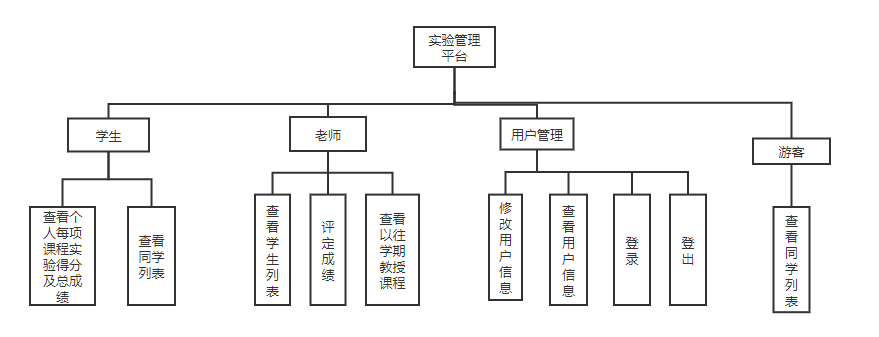 实验管理
平台
学生
老师
用户管理
游客
查看个
人每项
课程实
验得分
及总成
绩
查看
同学
列表
查
看
学
生
列
表
评
定
成
绩
查看
以往
学期
教授
课程
修
改
用
户
信
息
查
看
用
户
信
息
登
录
登
出
查
看
同
学
列
表